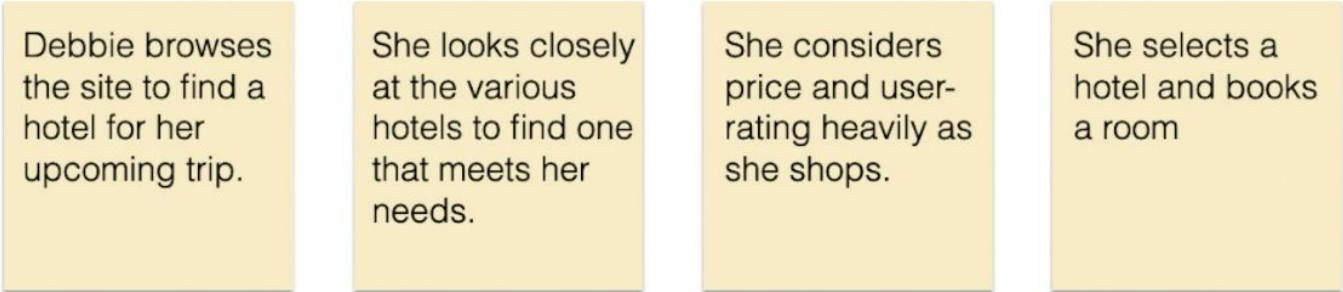 Debbie browses
the site to find a
hotel for her
upcoming trip.
She looks closely
at the various
hotels to find one
that meets her
needs.
She considers
price and user-
rating heavily as
she shops.
She selects a
hotel and books
a room